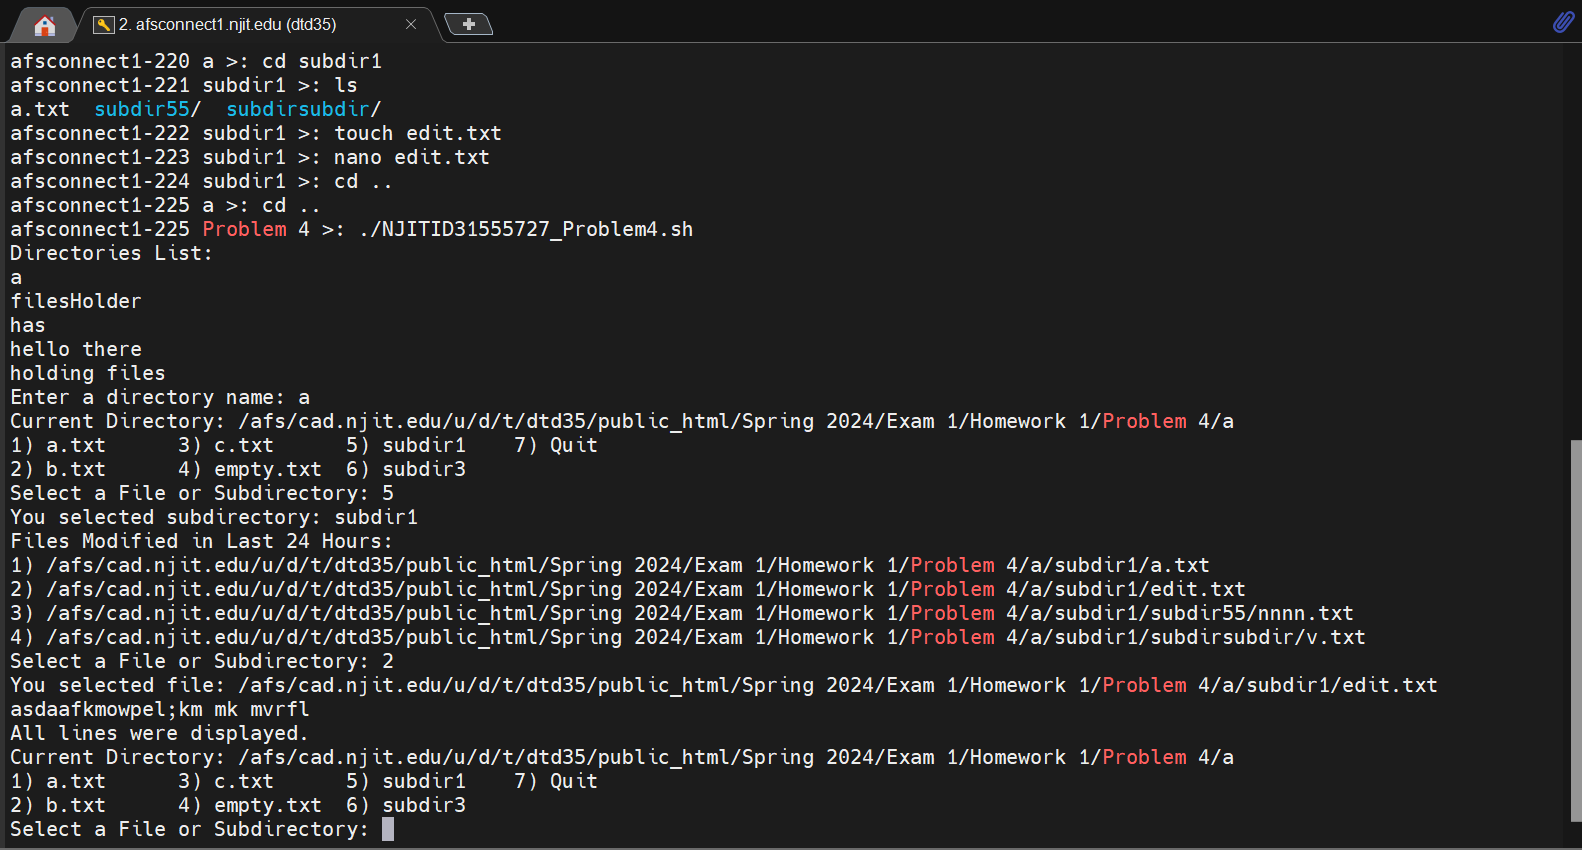 2. afsconnect1.njit.edu (dtd35)
afsconnect1-220 a >: cd subdir1
afsconnect1-221 subdir1 >: ls
a.txt  subdir55/  subdirsubdir/
afsconnect1-222 subdir1 >: touch edit.txt
afsconnect1-223 subdir1 >: nano edit.txt
afsconnect1-224 subdir1 >: cd ..
afsconnect1-225 a >: cd ..
afsconnect1-225 Problem 4 >: ./NJITID31555727_Problem4.sh
Directories List:
a
filesHolder
has
hello there
holding files
Enter a directory name: a
Current Directory: /afs/cad.njit.edu/u/d/t/dtd35/public_html/Spring 2024/Exam 1/Homework 1/Problem 4/a
1) a.txt      3) c.txt      5) subdir1    7) Quit
2) b.txt      4) empty.txt  6) subdir3
Select a File or Subdirectory: 5
You selected subdirectory: subdir1
Files Modified in Last 24 Hours:
1) /afs/cad.njit.edu/u/d/t/dtd35/public_html/Spring 2024/Exam 1/Homework 1/Problem 4/a/subdir1/a.txt
2) /afs/cad.njit.edu/u/d/t/dtd35/public_html/Spring 2024/Exam 1/Homework 1/Problem 4/a/subdir1/edit.txt
3) /afs/cad.njit.edu/u/d/t/dtd35/public_html/Spring 2024/Exam 1/Homework 1/Problem 4/a/subdir1/subdir55/nnnn.txt
4) /afs/cad.njit.edu/u/d/t/dtd35/public_html/Spring 2024/Exam 1/Homework 1/Problem 4/a/subdir1/subdirsubdir/v.txt
Select a File or Subdirectory: 2
You selected file: /afs/cad.njit.edu/u/d/t/dtd35/public_html/Spring 2024/Exam 1/Homework 1/Problem 4/a/subdir1/edit.txt
asdaafkmowpel;km mk mvrfl
All lines were displayed.
Current Directory: /afs/cad.njit.edu/u/d/t/dtd35/public_html/Spring 2024/Exam 1/Homework 1/Problem 4/a
1) a.txt      3) c.txt      5) subdir1    7) Quit
2) b.txt      4) empty.txt  6) subdir3
Select a File or Subdirectory: